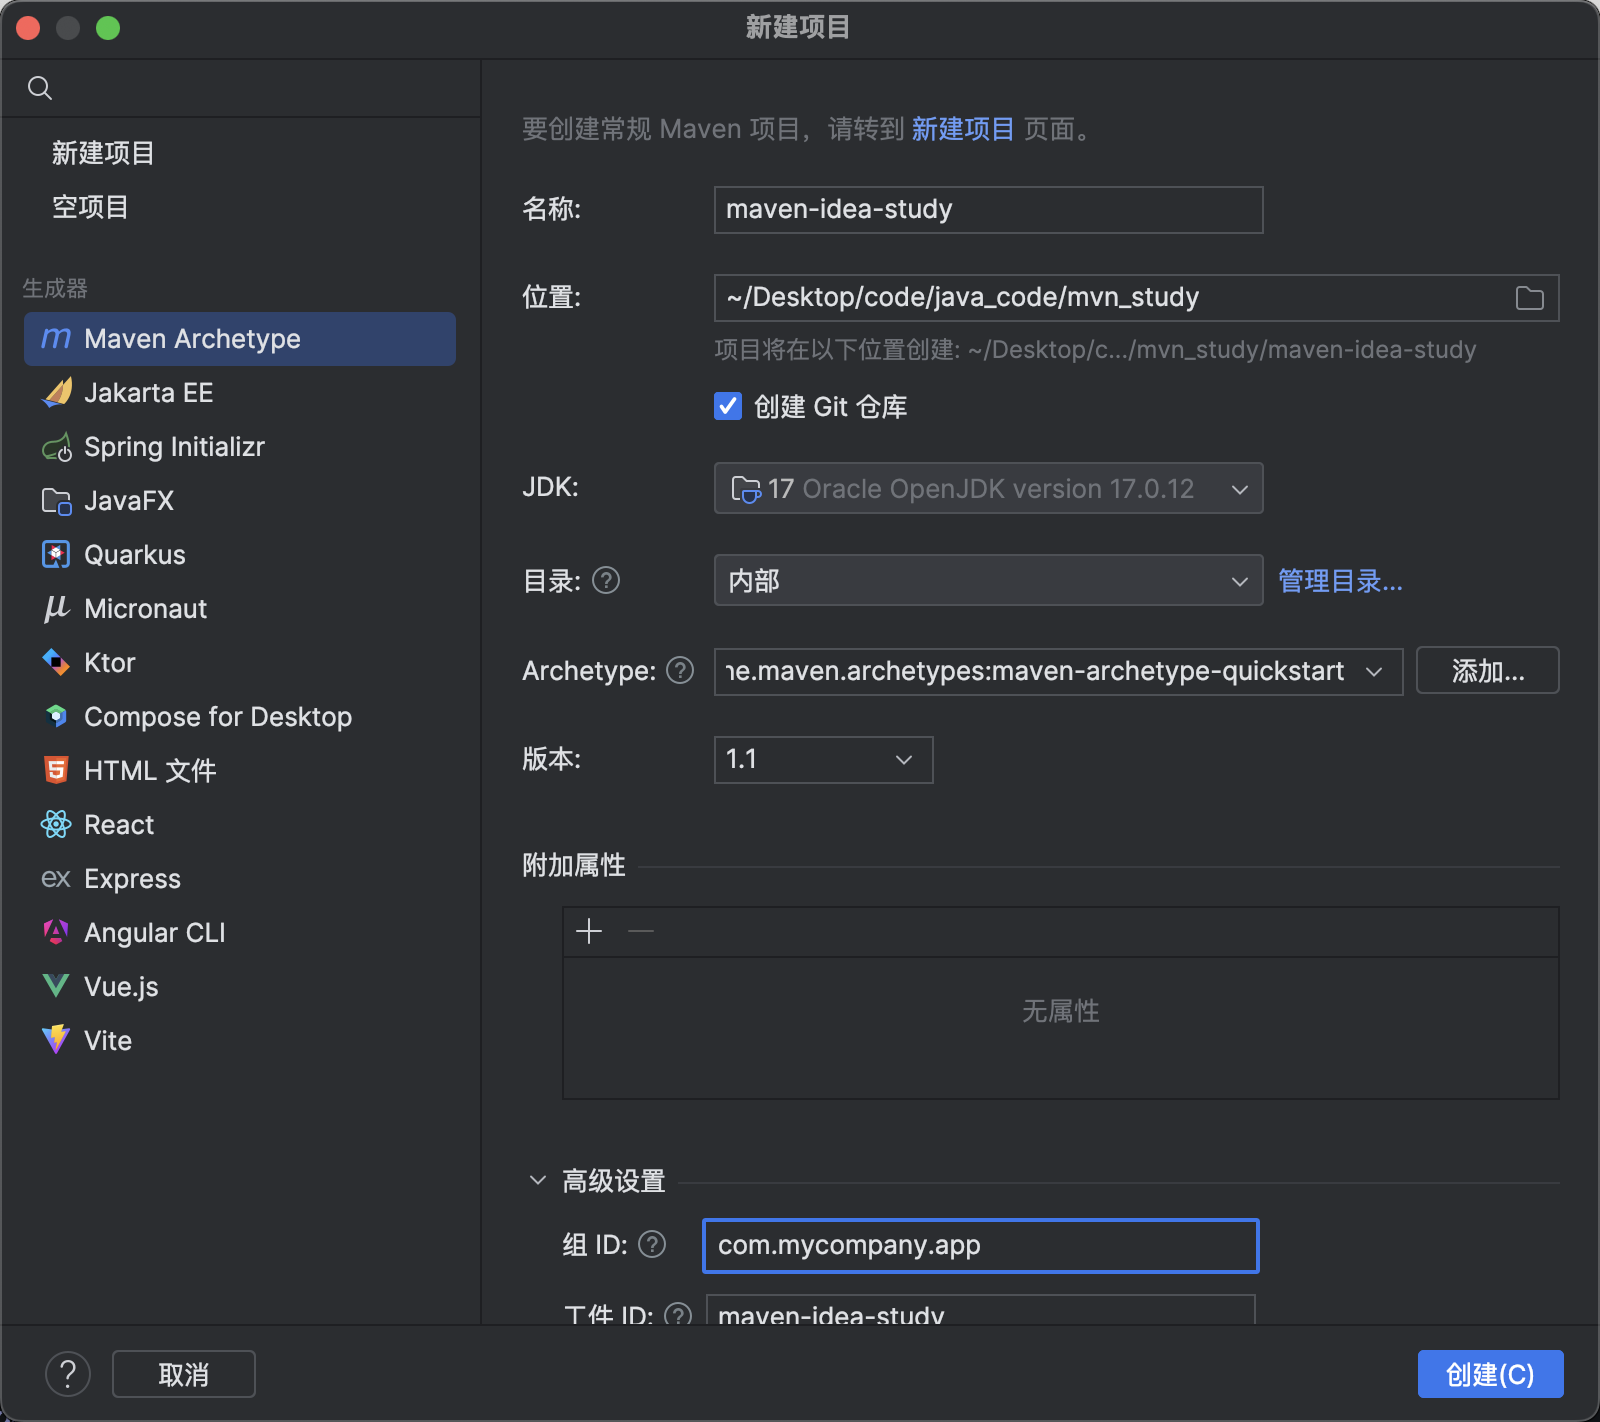 新建项目
新建项目
空项目
生成器
Maven Archetype
Jakarta EE
Spring Initializr
JavaFX
Quarkus
Micronaut
Ktor
Compose for Desktop
HTML 文件
React
Express
Angular CLI
Vue.js
Vite
要创建常规 Maven 项目，请转到 新建项目 页面。
名称: maven-idea-study
位置: ~/Desktop/code/java_code/mvn_study
项目将在以下位置创建: ~/Desktop/c.../mvn_study/maven-idea-study
创建 Git 仓库
JDK: 17 Oracle OpenJDK version 17.0.12
目录: ? 内部 管理目录...
Archetype: ? ne.maven.archetypes:maven-archetype-quickstart 添加...
版本: 1.1
附加属性
无属性
高级设置
组 ID: ? com.mycompany.app
工件 ID: ? maven-idea-study
? 取消 创建(C)